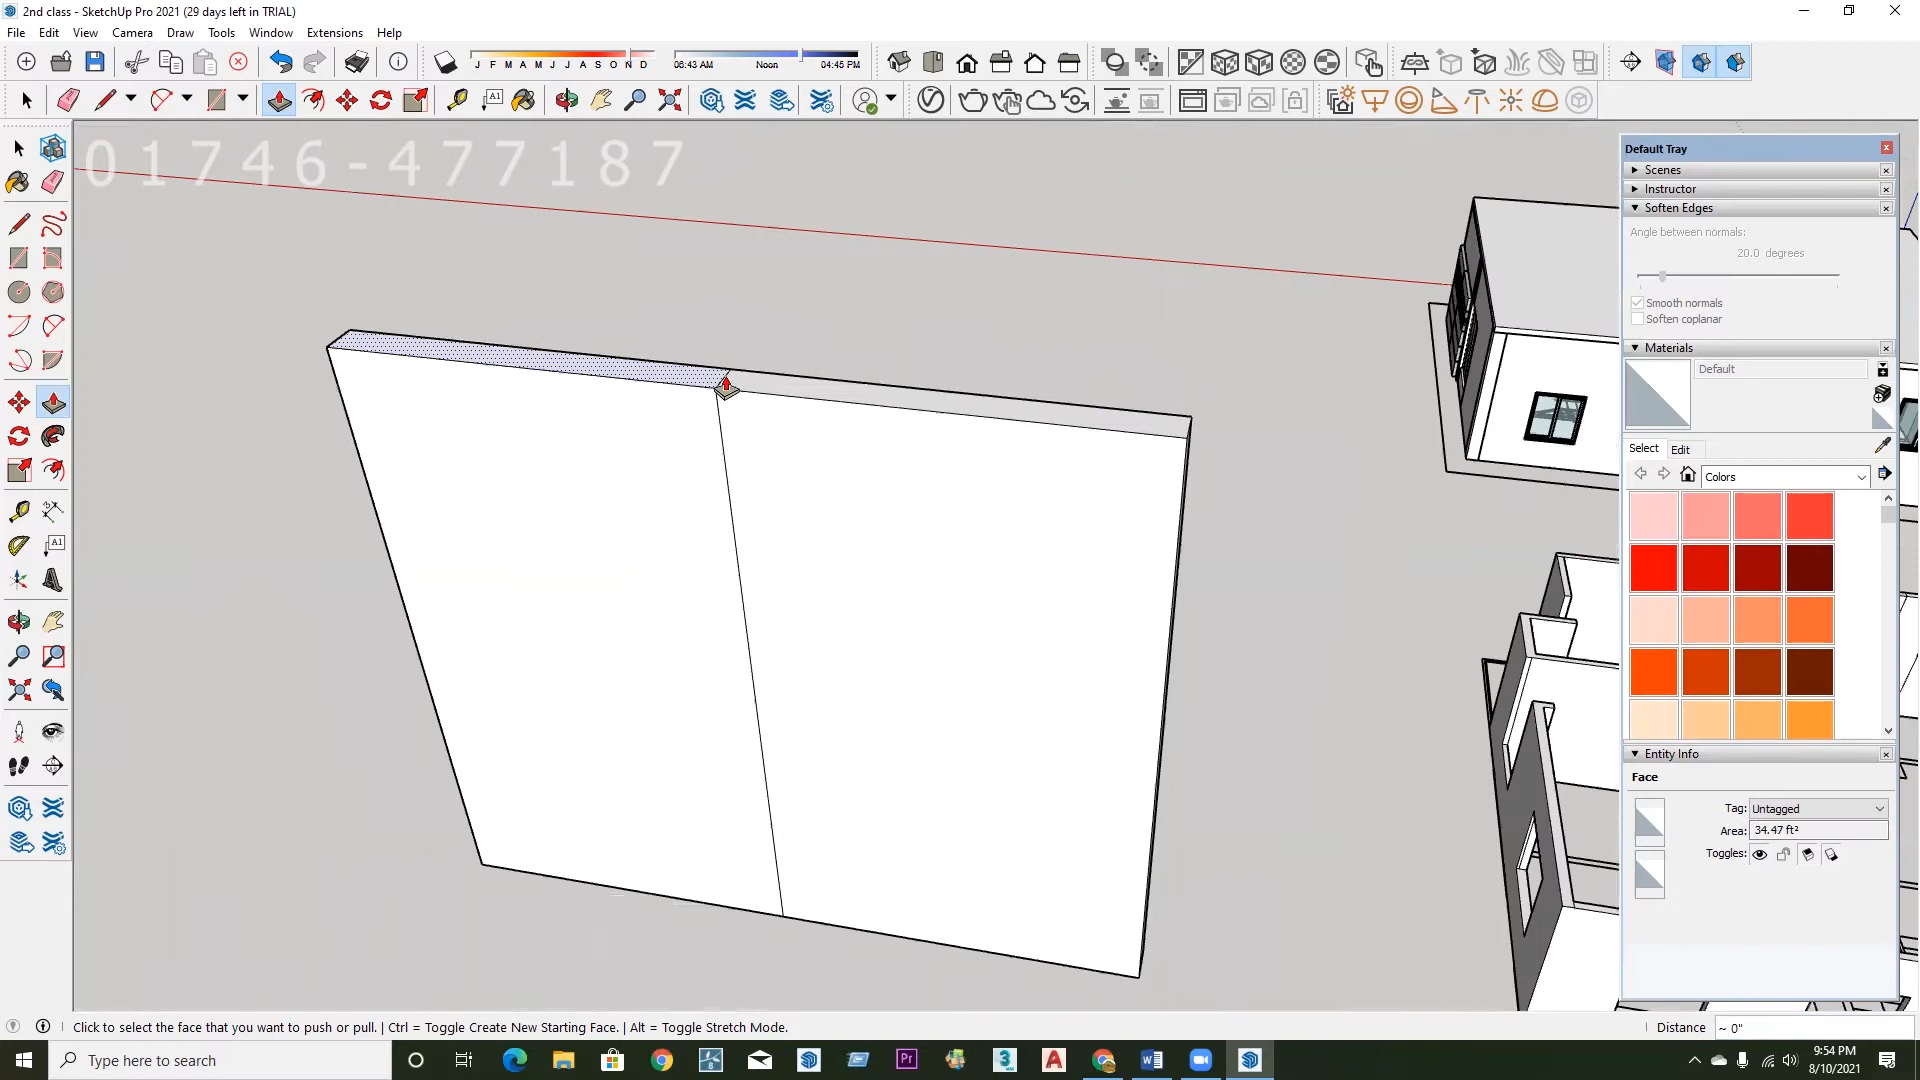 2nd class - SketchUp Pro 2021 (29 days left in TRIAL)
File Edit View Camera Draw Tools Window Extensions Help
J F M A M J J A S O N D
06:43 AM Noon 04:45 PM
A1
01746-477187
Default Tray
Scenes
Instructor
Soften Edges
Angle between normals:
20.0 degrees
Smooth normals
Soften coplanar
Materials
Default
Select Edit
Colors
A1
Entity Info
Face
Tag: Untagged
Area: 34.47 ft²
Toggles:
Click to select the face that you want to push or pull. | Ctrl = Toggle Create New Starting Face. | Alt = Toggle Stretch Mode.
Distance ~ 0"
Type here to search
Pr
3
A
W
9:54 PM
8/10/2021